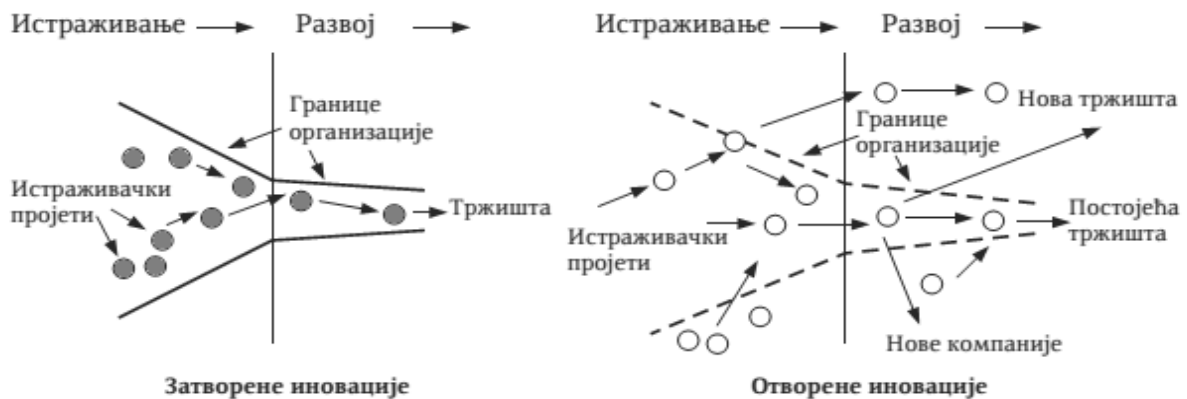 Истраживање
Развој
Границе
организације
Истраживачки
пројети
Тржишта
Затворене иновације
Истраживање
Развој
Нова тржишта
Границе
организације
Истраживачки
пројети
Постојећа
тржишта
Нове компаније
Отворене иновације